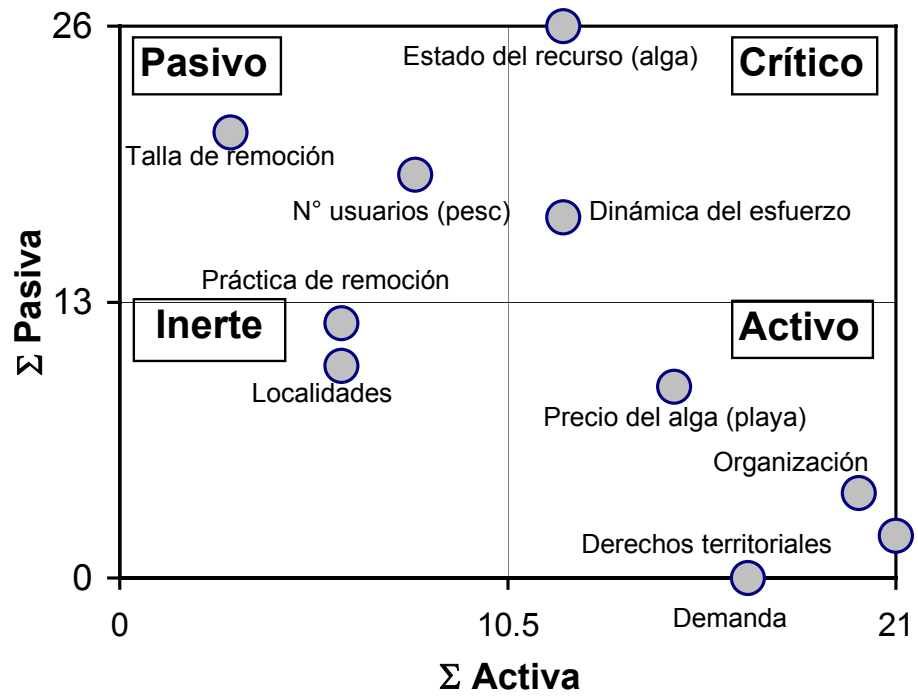 26
Pasivo
Estado del recurso (alga)
Crítico
Talla de remoción
N° usuarios (pesc)
Dinámica del esfuerzo
Σ Pasiva
Práctica de remoción
13
Inerte
Activo
Localidades
Precio del alga (playa)
Organización
Derechos territoriales
0
Demanda
0
10.5
21
Σ Activa